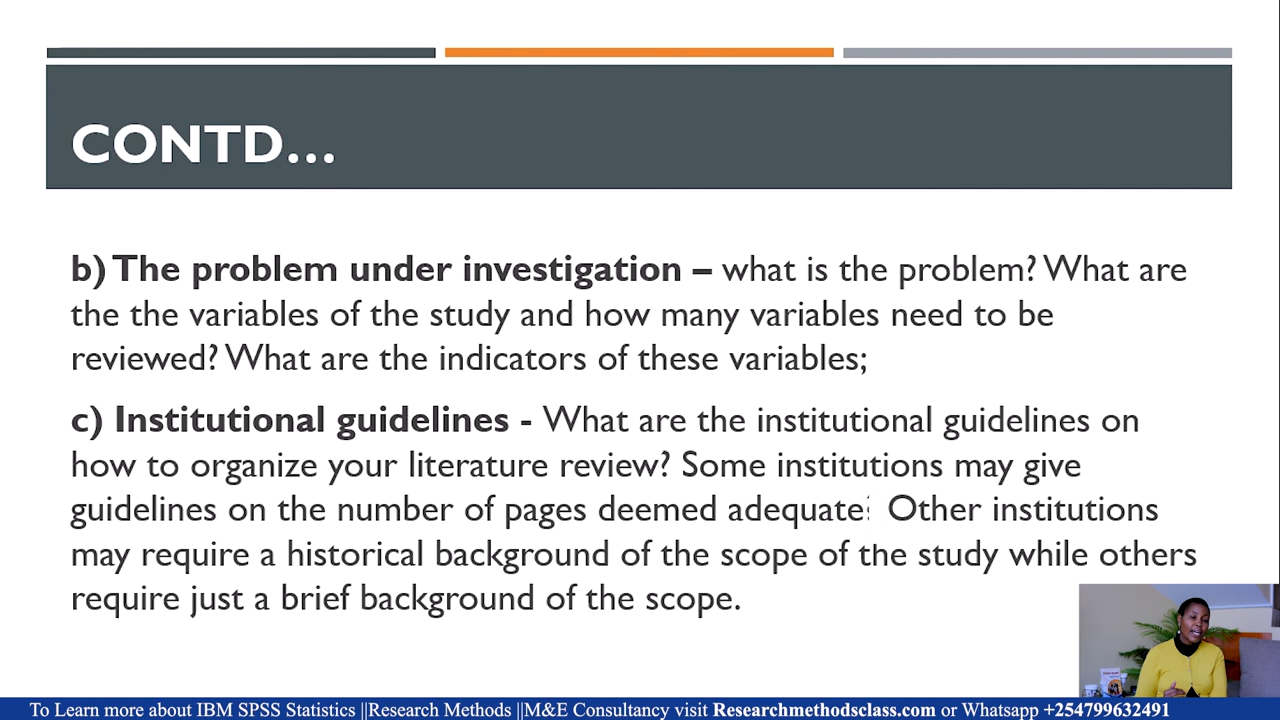 CONTD...
b) The problem under investigation – what is the problem? What are
the the variables of the study and how many variables need to be
reviewed? What are the indicators of these variables;
c) Institutional guidelines - What are the institutional guidelines on
how to organize your literature review? Some institutions may give
guidelines on the number of pages deemed adequate Other institutions
may require a historical background of the scope of the study while others
require just a brief background of the scope.
To Learn more about IBM SPSS Statistics ||Research Methods ||M&E Consultancy visit Researchmethodsclass.com or Whatsapp +254799632491